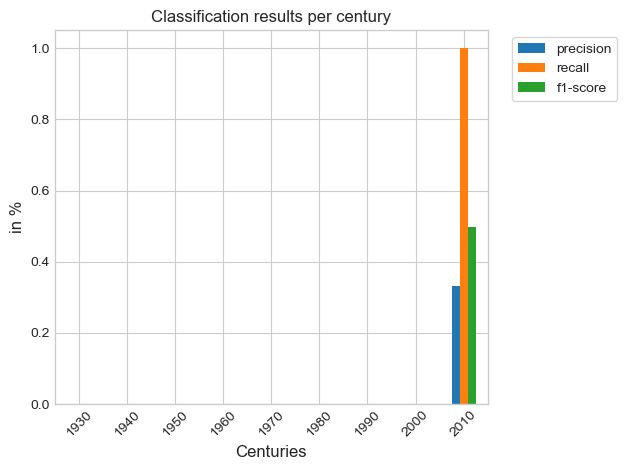 Classification results per century
precision
recall
f1-score
1.0
0.8
0.6
0.4
0.2
0.0
in %
1930 1940 1950 1960 1970 1980 1990 2000 2010
Centuries